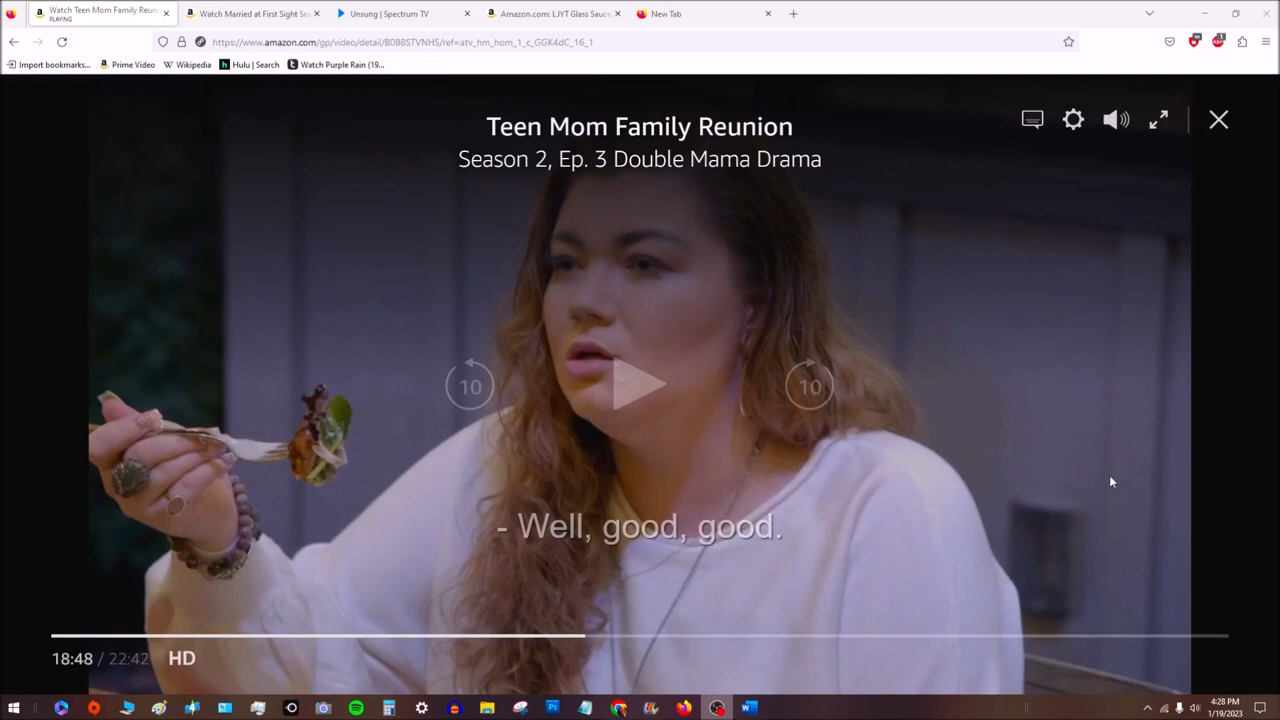 Watch Teen Mom Family Reuni
PLAYING
Watch Married at First Sight Sea
Unsung | Spectrum TV
Amazon.com: LJYT Glass Sauce
New Tab
https://www.amazon.com/gp/video/detail/B0B8STVNHS/ref=atv_hm_hom_1_c_GGK4dC_16_1
Import bookmarks...
Prime Video
Wikipedia
Hulu | Search
Watch Purple Rain (19...
Teen Mom Family Reunion
Season 2, Ep. 3 Double Mama Drama
10
10
- Well, good, good.
18:48 / 22:42 HD
4:28 PM
1/19/2023